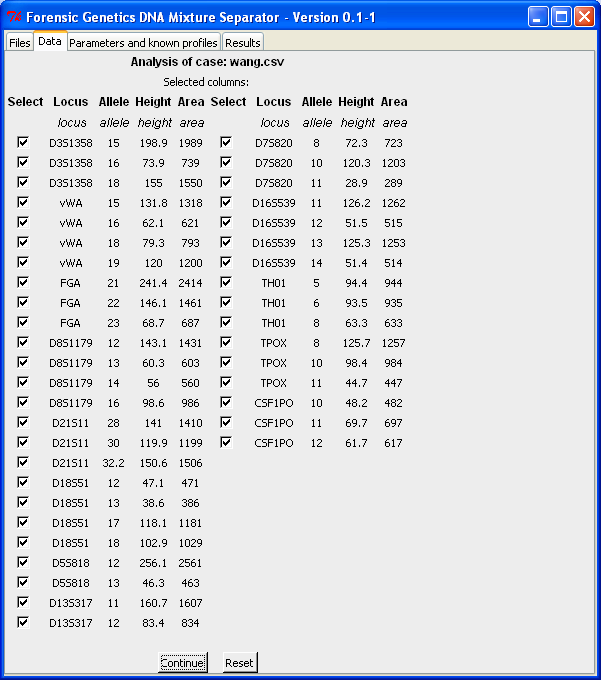 Forensic Genetics DNA Mixture Separator - Version 0.1-1
Files Data Parameters and known profiles Results
Analysis of case: wang.csv
Selected columns:
Select Locus Allele Height Area Select Locus Allele Height Area
locus allele height area locus allele height area
D3S1358 15 198.9 1989 D7S820 8 72.3 723
D3S1358 16 73.9 739 D7S820 10 120.3 1203
D3S1358 18 155 1550 D7S820 11 28.9 289
vWA 15 131.8 1318 D16S539 11 126.2 1262
vWA 16 62.1 621 D16S539 12 51.5 515
vWA 18 79.3 793 D16S539 13 125.3 1253
vWA 19 120 1200 D16S539 14 51.4 514
FGA 21 241.4 2414 TH01 5 94.4 944
FGA 22 146.1 1461 TH01 6 93.5 935
FGA 23 68.7 687 TH01 8 63.3 633
D8S1179 12 143.1 1431 TPOX 8 125.7 1257
D8S1179 13 60.3 603 TPOX 10 98.4 984
D8S1179 14 56 560 TPOX 11 44.7 447
D8S1179 16 98.6 986 CSF1PO 10 48.2 482
D21S11 28 141 1410 CSF1PO 11 69.7 697
D21S11 30 119.9 1199 CSF1PO 12 61.7 617
D21S11 32.2 150.6 1506
D18S51 12 47.1 471
D18S51 13 38.6 386
D18S51 17 118.1 1181
D18S51 18 102.9 1029
D5S818 12 256.1 2561
D5S818 13 46.3 463
D13S317 11 160.7 1607
D13S317 12 83.4 834
Continue Reset